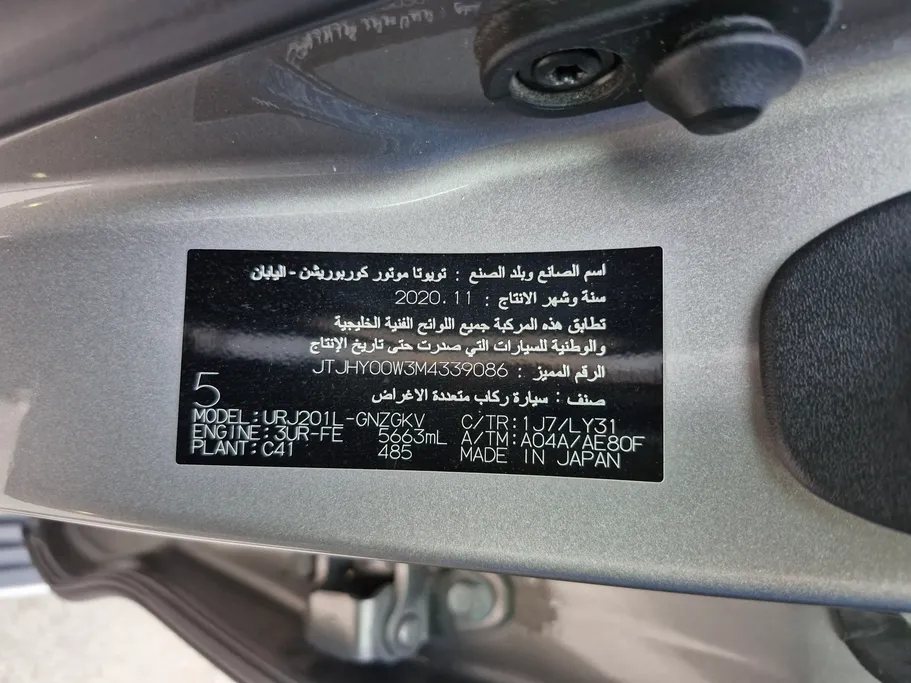 اسم الصانع وبلد الصنع : تويوتا موتور كوربوريشن - اليابان
سنة وشهر الانتاج : 2020.11
تطابق هذه المركبة جميع اللوائح الفنية الخليجية
والوطنية للسيارات التي صدرت حتى تاريخ الإنتاج
الرقم المميز : JTJHY00W3M4339086
صنف : سيارة ركاب متعددة الاغراض
5
MODEL:URJ201L-GNZGKV C/TR:1J7/LY31
ENGINE:3UR-FE 5663mL A/TM:A04A/AE80F
PLANT:C41 485 MADE IN JAPAN